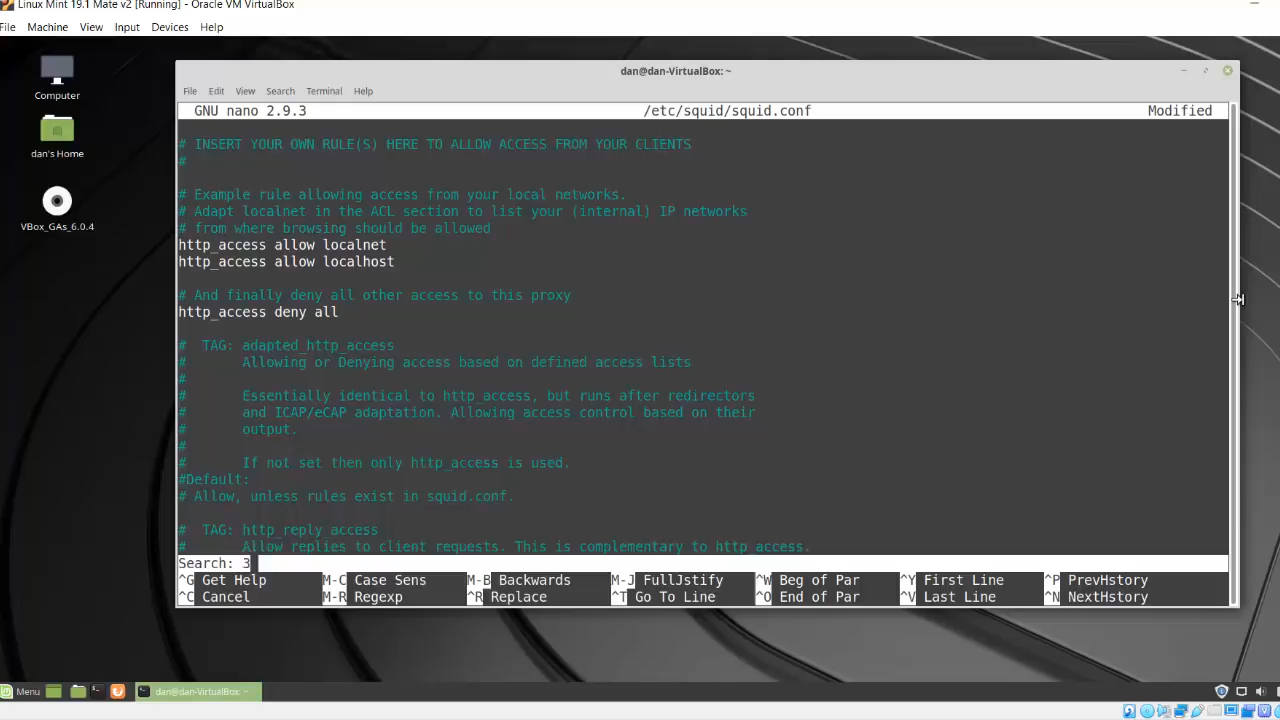 Linux Mint 19.1 Mate v2 [Running] - Oracle VM VirtualBox
File Machine View Input Devices Help
Computer
dan's Home
VBox_GAs_6.0.4
dan@dan-VirtualBox: ~
File Edit View Search Terminal Help
GNU nano 2.9.3 /etc/squid/squid.conf Modified
# INSERT YOUR OWN RULE(S) HERE TO ALLOW ACCESS FROM YOUR CLIENTS
#
# Example rule allowing access from your local networks.
# Adapt localnet in the ACL section to list your (internal) IP networks
# from where browsing should be allowed
http_access allow localnet
http_access allow localhost
# And finally deny all other access to this proxy
http_access deny all
# TAG: adapted_http_access
# Allowing or Denying access based on defined access lists
#
# Essentially identical to http_access, but runs after redirectors
# and ICAP/eCAP adaptation. Allowing access control based on their
# output.
#
# If not set then only http_access is used.
#Default:
# Allow, unless rules exist in squid.conf.
# TAG: http_reply_access
# Allow replies to client requests. This is complementary to http_access.
Search: 3
^G Get Help M-C Case Sens M-B Backwards M-J FullJstify ^W Beg of Par ^Y First Line ^P PrevHstory
^C Cancel M-R Regexp ^R Replace ^T Go To Line ^O End of Par ^V Last Line ^N NextHstory
Menu dan@dan-VirtualBox: ~